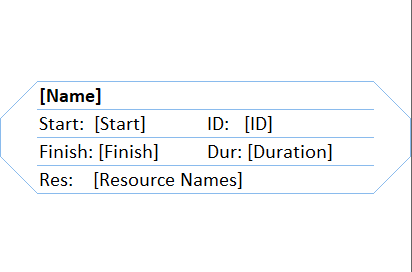 [Name]
Start: [Start] ID: [ID]
Finish: [Finish] Dur: [Duration]
Res: [Resource Names]